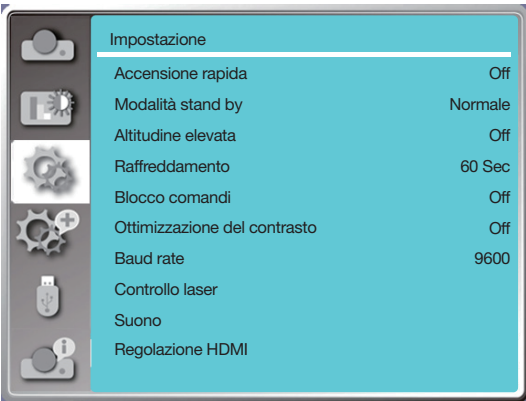 Impostazione
Accensione rapida Off
Modalità stand by Normale
Altitudine elevata Off
Raffreddamento 60 Sec
Blocco comandi Off
Ottimizzazione del contrasto Off
Baud rate 9600
Controllo laser
Suono
Regolazione HDMI